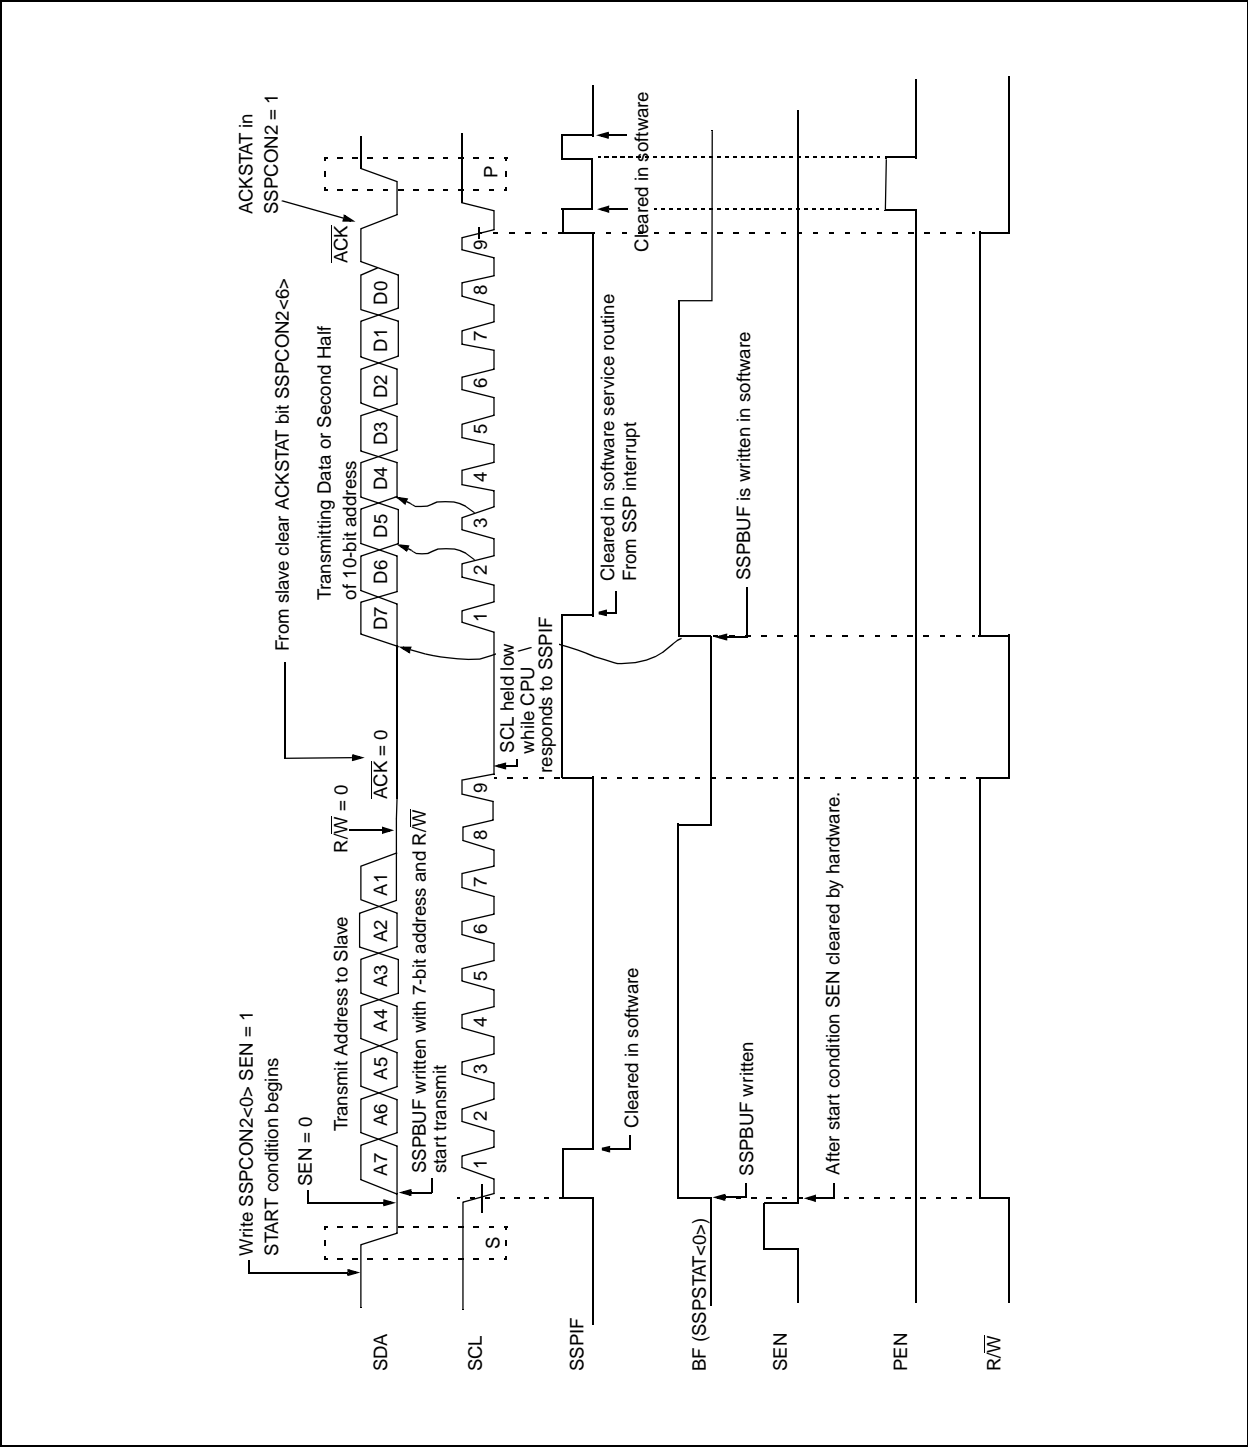 Write SSPCON2<0> SEN = 1
START condition begins
From slave clear ACKSTAT bit SSPCON2<6>
ACKSTAT in
SSPCON2 = 1
SEN = 0
Transmit Address to Slave
R/W = 0
Transmitting Data or Second Half
of 10-bit address
ACK
ACK = 0
SDA
A7
A6
A5
A4
A3
A2
A1
D7
D6
D5
D4
D3
D2
D1
D0
SSPBUF written with 7-bit address and R/W
start transmit
SCL
S
1
2
3
4
5
6
7
8
9
1
2
3
4
5
6
7
8
9
P
SCL held low
while CPU
responds to SSPIF
SSPIF
Cleared in software
Cleared in software service routine
From SSP interrupt
Cleared in software
BF (SSPSTAT<0>)
SSPBUF written
SSPBUF is written in software
SEN
After start condition SEN cleared by hardware.
PEN
R/W